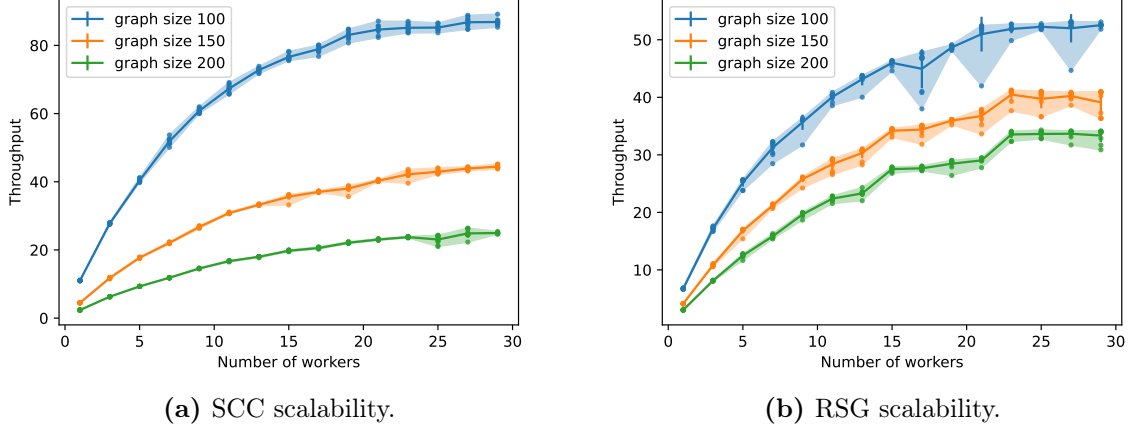 graph size 100
graph size 150
graph size 200
80
60
40
20
0
Throughput
0 5 10 15 20 25 30
Number of workers
(a) SCC scalability.
graph size 100
graph size 150
graph size 200
50
40
30
20
10
Throughput
0 5 10 15 20 25 30
Number of workers
(b) RSG scalability.